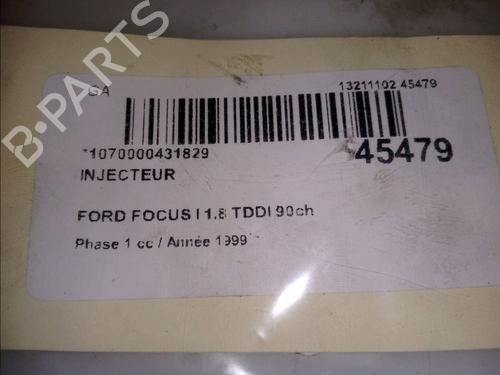 B-PARTS
13211102 45479
*1070000431829
45479
INJECTEUR
FORD FOCUS I 1.8 TDDI 90ch
Phase 1 cc / Année 1999